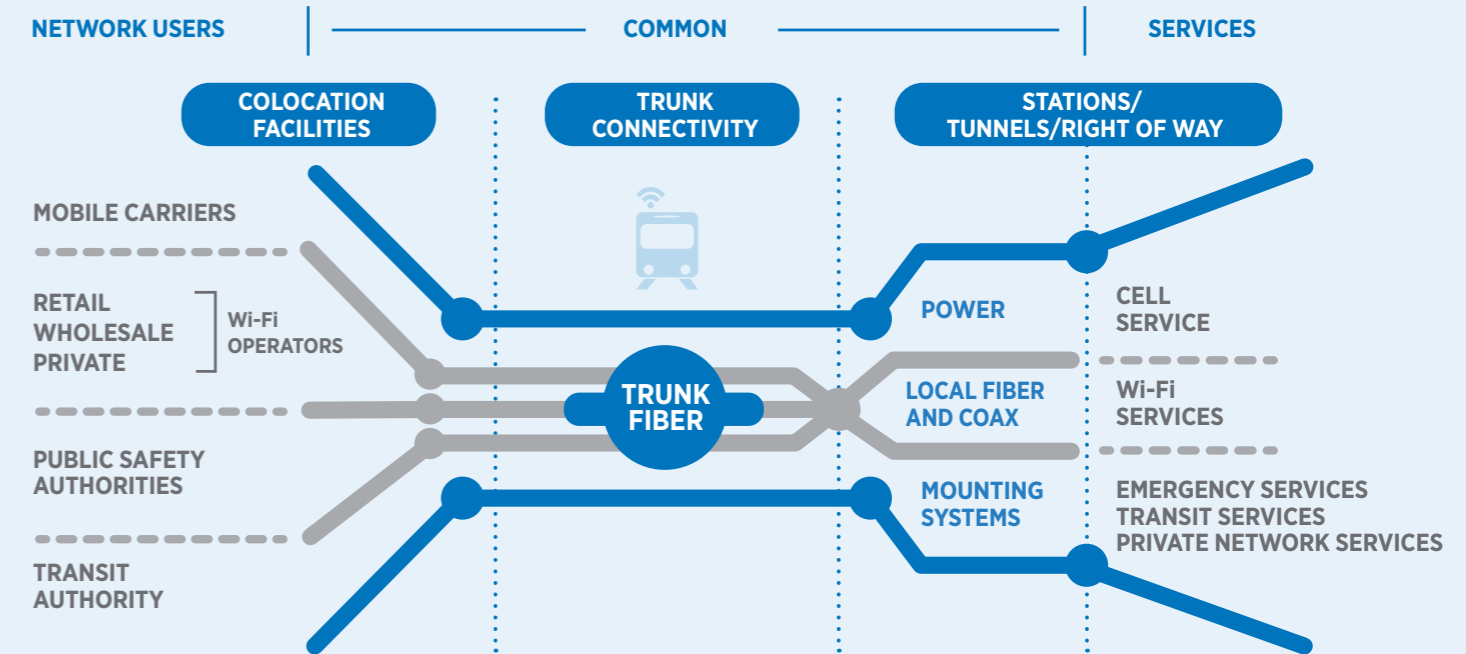 NETWORK USERS
COMMON
SERVICES
COLOCATION
FACILITIES
TRUNK
CONNECTIVITY
STATIONS/
TUNNELS/RIGHT OF WAY
MOBILE CARRIERS
RETAIL
WHOLESALE
PRIVATE
Wi-Fi
OPERATORS
PUBLIC SAFETY
AUTHORITIES
TRANSIT
AUTHORITY
TRUNK
FIBER
POWER
LOCAL FIBER
AND COAX
MOUNTING
SYSTEMS
CELL
SERVICE
Wi-Fi
SERVICES
EMERGENCY SERVICES
TRANSIT SERVICES
PRIVATE NETWORK SERVICES